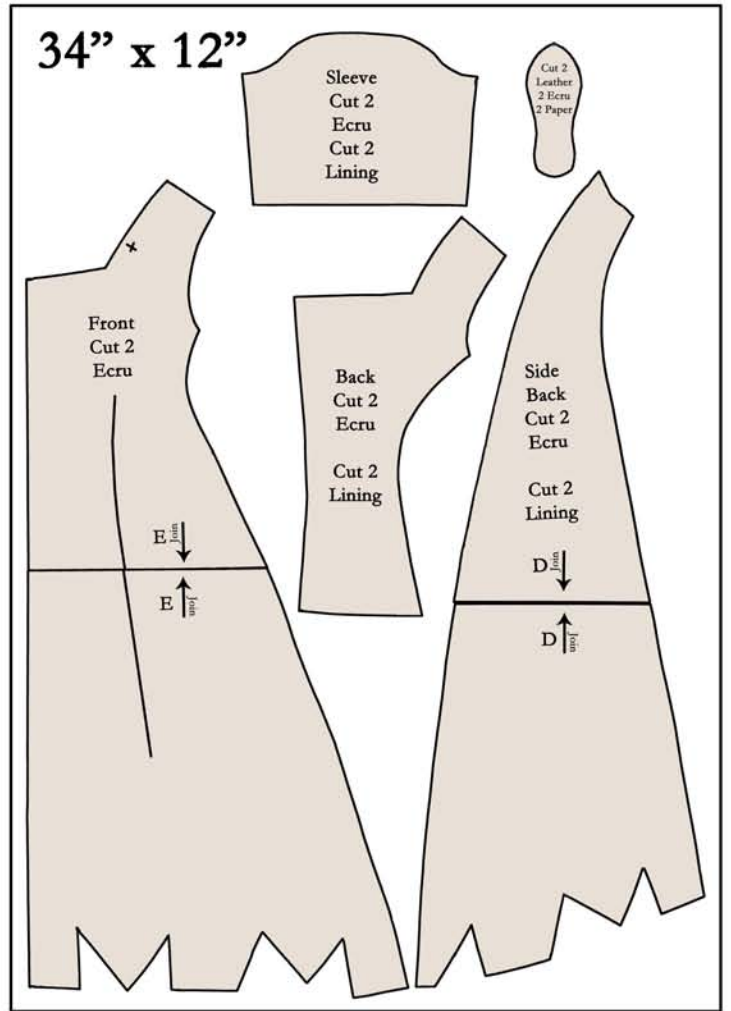 34” x 12”
Sleeve
Cut 2
Ecru
Cut 2
Lining
Cut 2
Leather
2 Ecru
2 Paper
Front
Cut 2
Ecru
Back
Cut 2
Ecru
Cut 2
Lining
Side
Back
Cut 2
Ecru
Cut 2
Lining
E Join
E Join
D Join
D Join